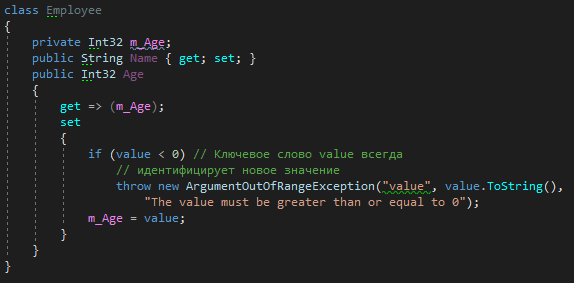 class Employee
{
    private Int32 m_Age;
    public String Name { get; set; }
    public Int32 Age
    {
        get => (m_Age);
        set
        {
            if (value < 0) // Ключевое слово value всегда
                // идентифицирует новое значение
                throw new ArgumentOutOfRangeException("value", value.ToString(),
                    "The value must be greater than or equal to 0");
            m_Age = value;
        }
    }
}